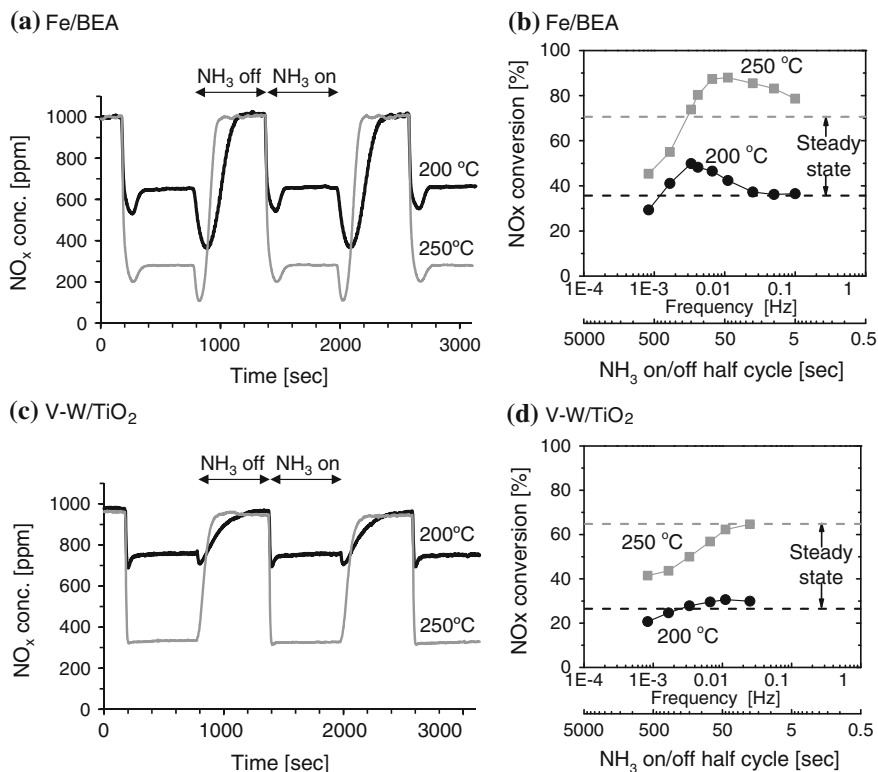 (a) Fe/BEA
NH₃ off NH₃ on
NOₓ conc. [ppm]
1000
800
600
400
200
0
200 ºC
250ºC
0 1000 2000 3000
Time [sec]
(b) Fe/BEA
NOx conversion [%]
100
80
60
40
20
0
250 ºC
200 ºC
Steady
state
1E-4 1E-3 0.01 0.1 1
Frequency [Hz]
5000 500 50 5 0.5
NH₃ on/off half cycle [sec]
(c) V-W/TiO₂
NH₃ off NH₃ on
NOₓ conc. [ppm]
1000
800
600
400
200
0
200ºC
250ºC
0 1000 2000 3000
Time [sec]
(d) V-W/TiO₂
NOx conversion [%]
100
80
60
40
20
0
250 ºC
200 ºC
Steady
state
1E-4 1E-3 0.01 0.1 1
Frequency [Hz]
5000 500 50 5 0.5
NH₃ on/off half cycle [sec]